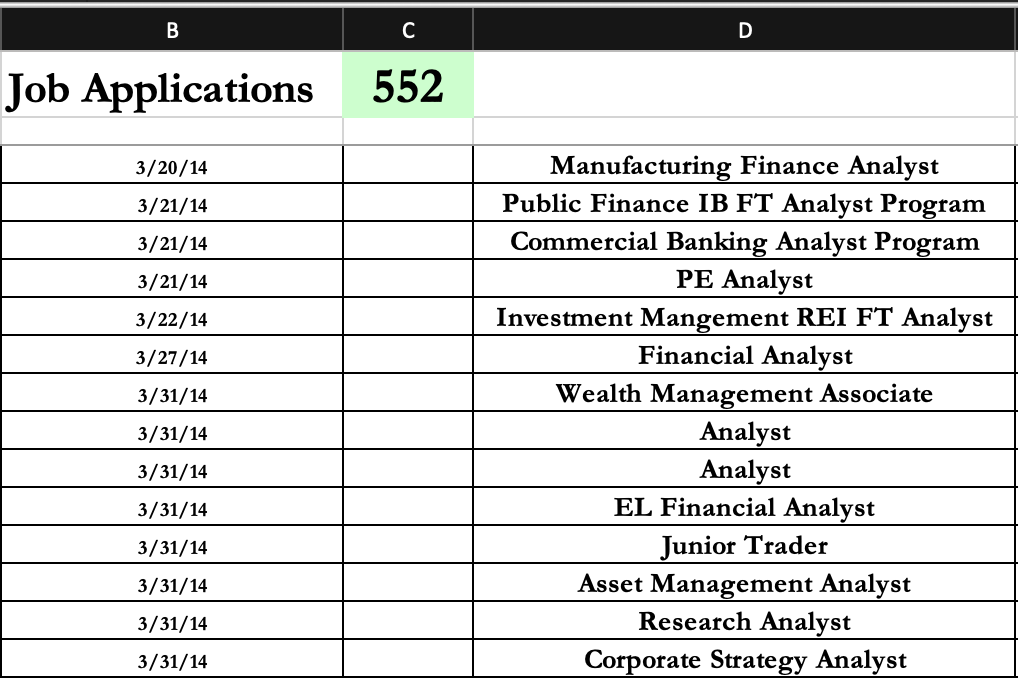 B C D
Job Applications 552
3/20/14 Manufacturing Finance Analyst
3/21/14 Public Finance IB FT Analyst Program
3/21/14 Commercial Banking Analyst Program
3/21/14 PE Analyst
3/22/14 Investment Mangement REI FT Analyst
3/27/14 Financial Analyst
3/31/14 Wealth Management Associate
3/31/14 Analyst
3/31/14 Analyst
3/31/14 EL Financial Analyst
3/31/14 Junior Trader
3/31/14 Asset Management Analyst
3/31/14 Research Analyst
3/31/14 Corporate Strategy Analyst